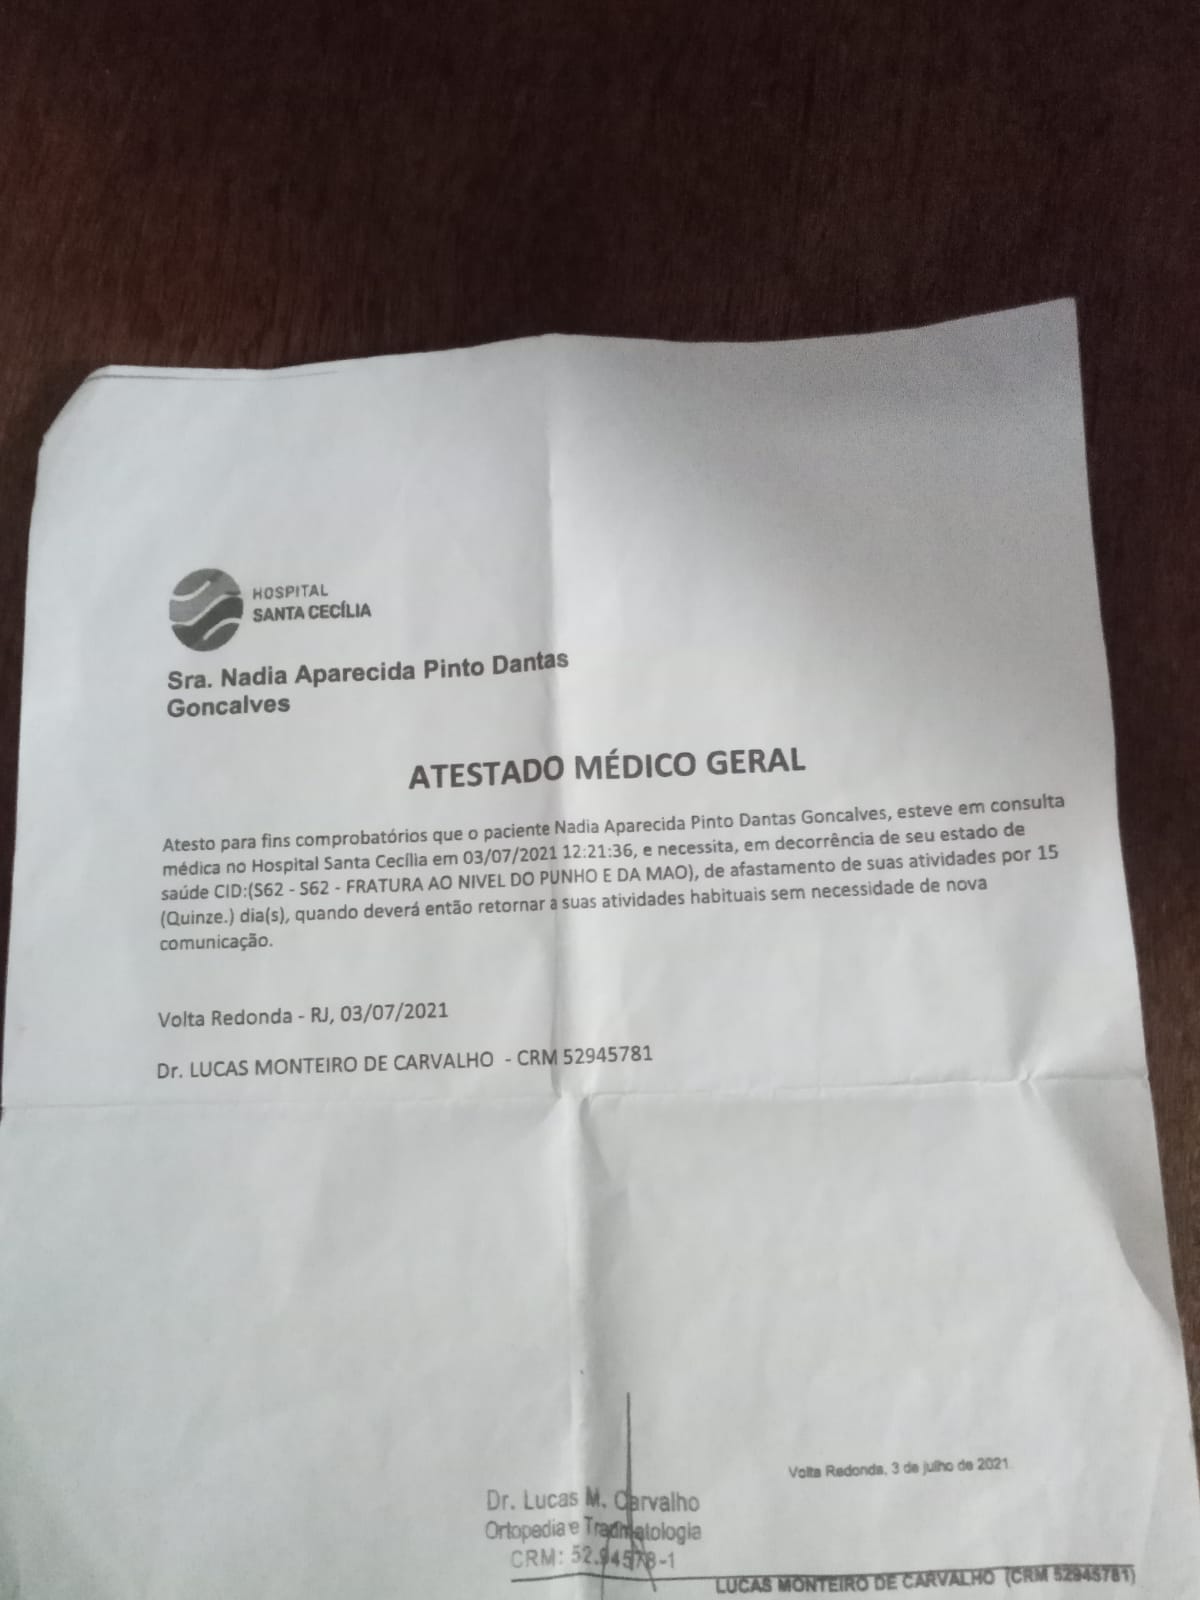 HOSPITAL
SANTA CECÍLIA
Sra. Nadia Aparecida Pinto Dantas
Goncalves
ATESTADO MÉDICO GERAL
Atesto para fins comprobatórios que o paciente Nadia Aparecida Pinto Dantas Goncalves, esteve em consulta
médica no Hospital Santa Cecília em 03/07/2021 12:21:36, e necessita, em decorrência de seu estado de
saúde CID:(S62 - S62 - FRATURA AO NIVEL DO PUNHO E DA MAO), de afastamento de suas atividades por 15
(Quinze.) dia(s), quando deverá então retornar a suas atividades habituais sem necessidade de nova
comunicação.
Volta Redonda - RJ, 03/07/2021
Dr. LUCAS MONTEIRO DE CARVALHO - CRM 52945781
Volta Redonda, 3 de julho de 2021.
Dr. Lucas M. Carvalho
Ortopedia e Traumatologia
CRM: 52.94578-1
LUCAS MONTEIRO DE CARVALHO (CRM 52945781)